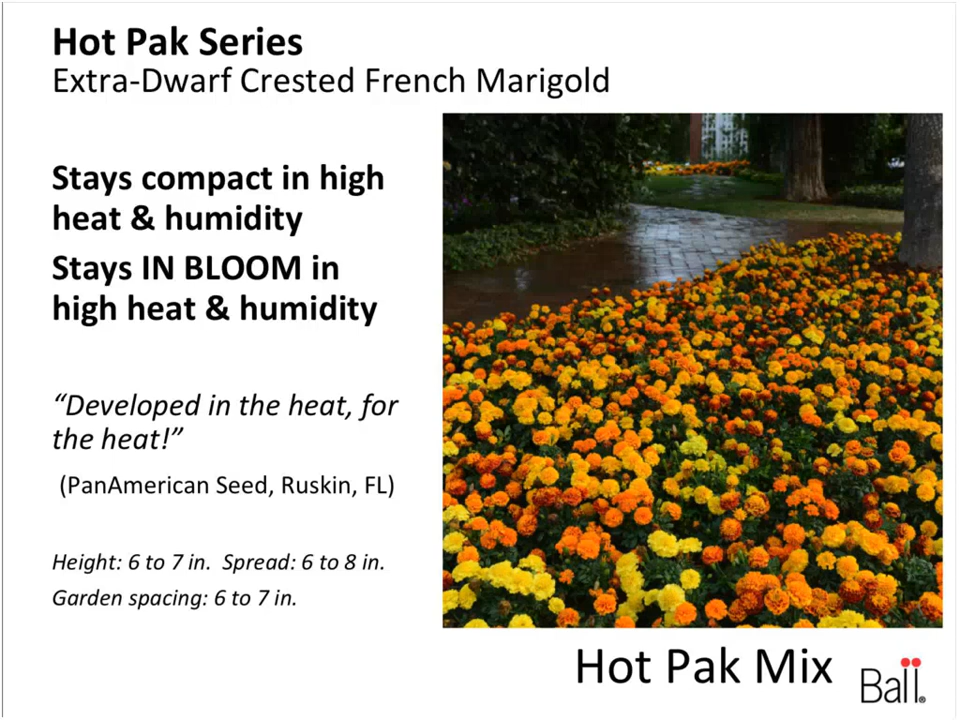 Hot Pak Series
Extra-Dwarf Crested French Marigold
Stays compact in high
heat & humidity
Stays IN BLOOM in
high heat & humidity
“Developed in the heat, for
the heat!”
(PanAmerican Seed, Ruskin, FL)
Height: 6 to 7 in.  Spread: 6 to 8 in.
Garden spacing: 6 to 7 in.
Hot Pak Mix
Ball®